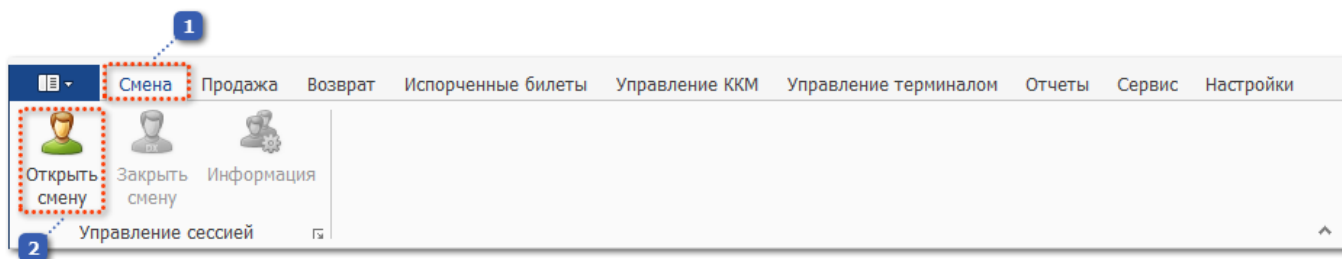 1
Смена Продажа Возврат Испорченные билеты Управление ККМ Управление терминалом Отчеты Сервис Настройки
Открыть смену
Закрыть смену
Информация
Управление сессией
2